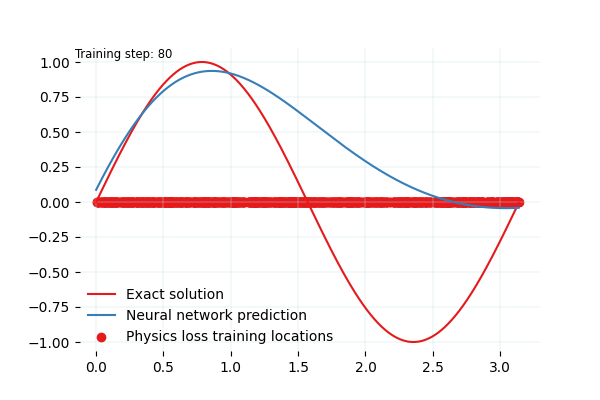 Training step: 80
1.00
0.75
0.50
0.25
0.00
−0.25
−0.50
−0.75
−1.00
Exact solution
Neural network prediction
Physics loss training locations
0.0 0.5 1.0 1.5 2.0 2.5 3.0